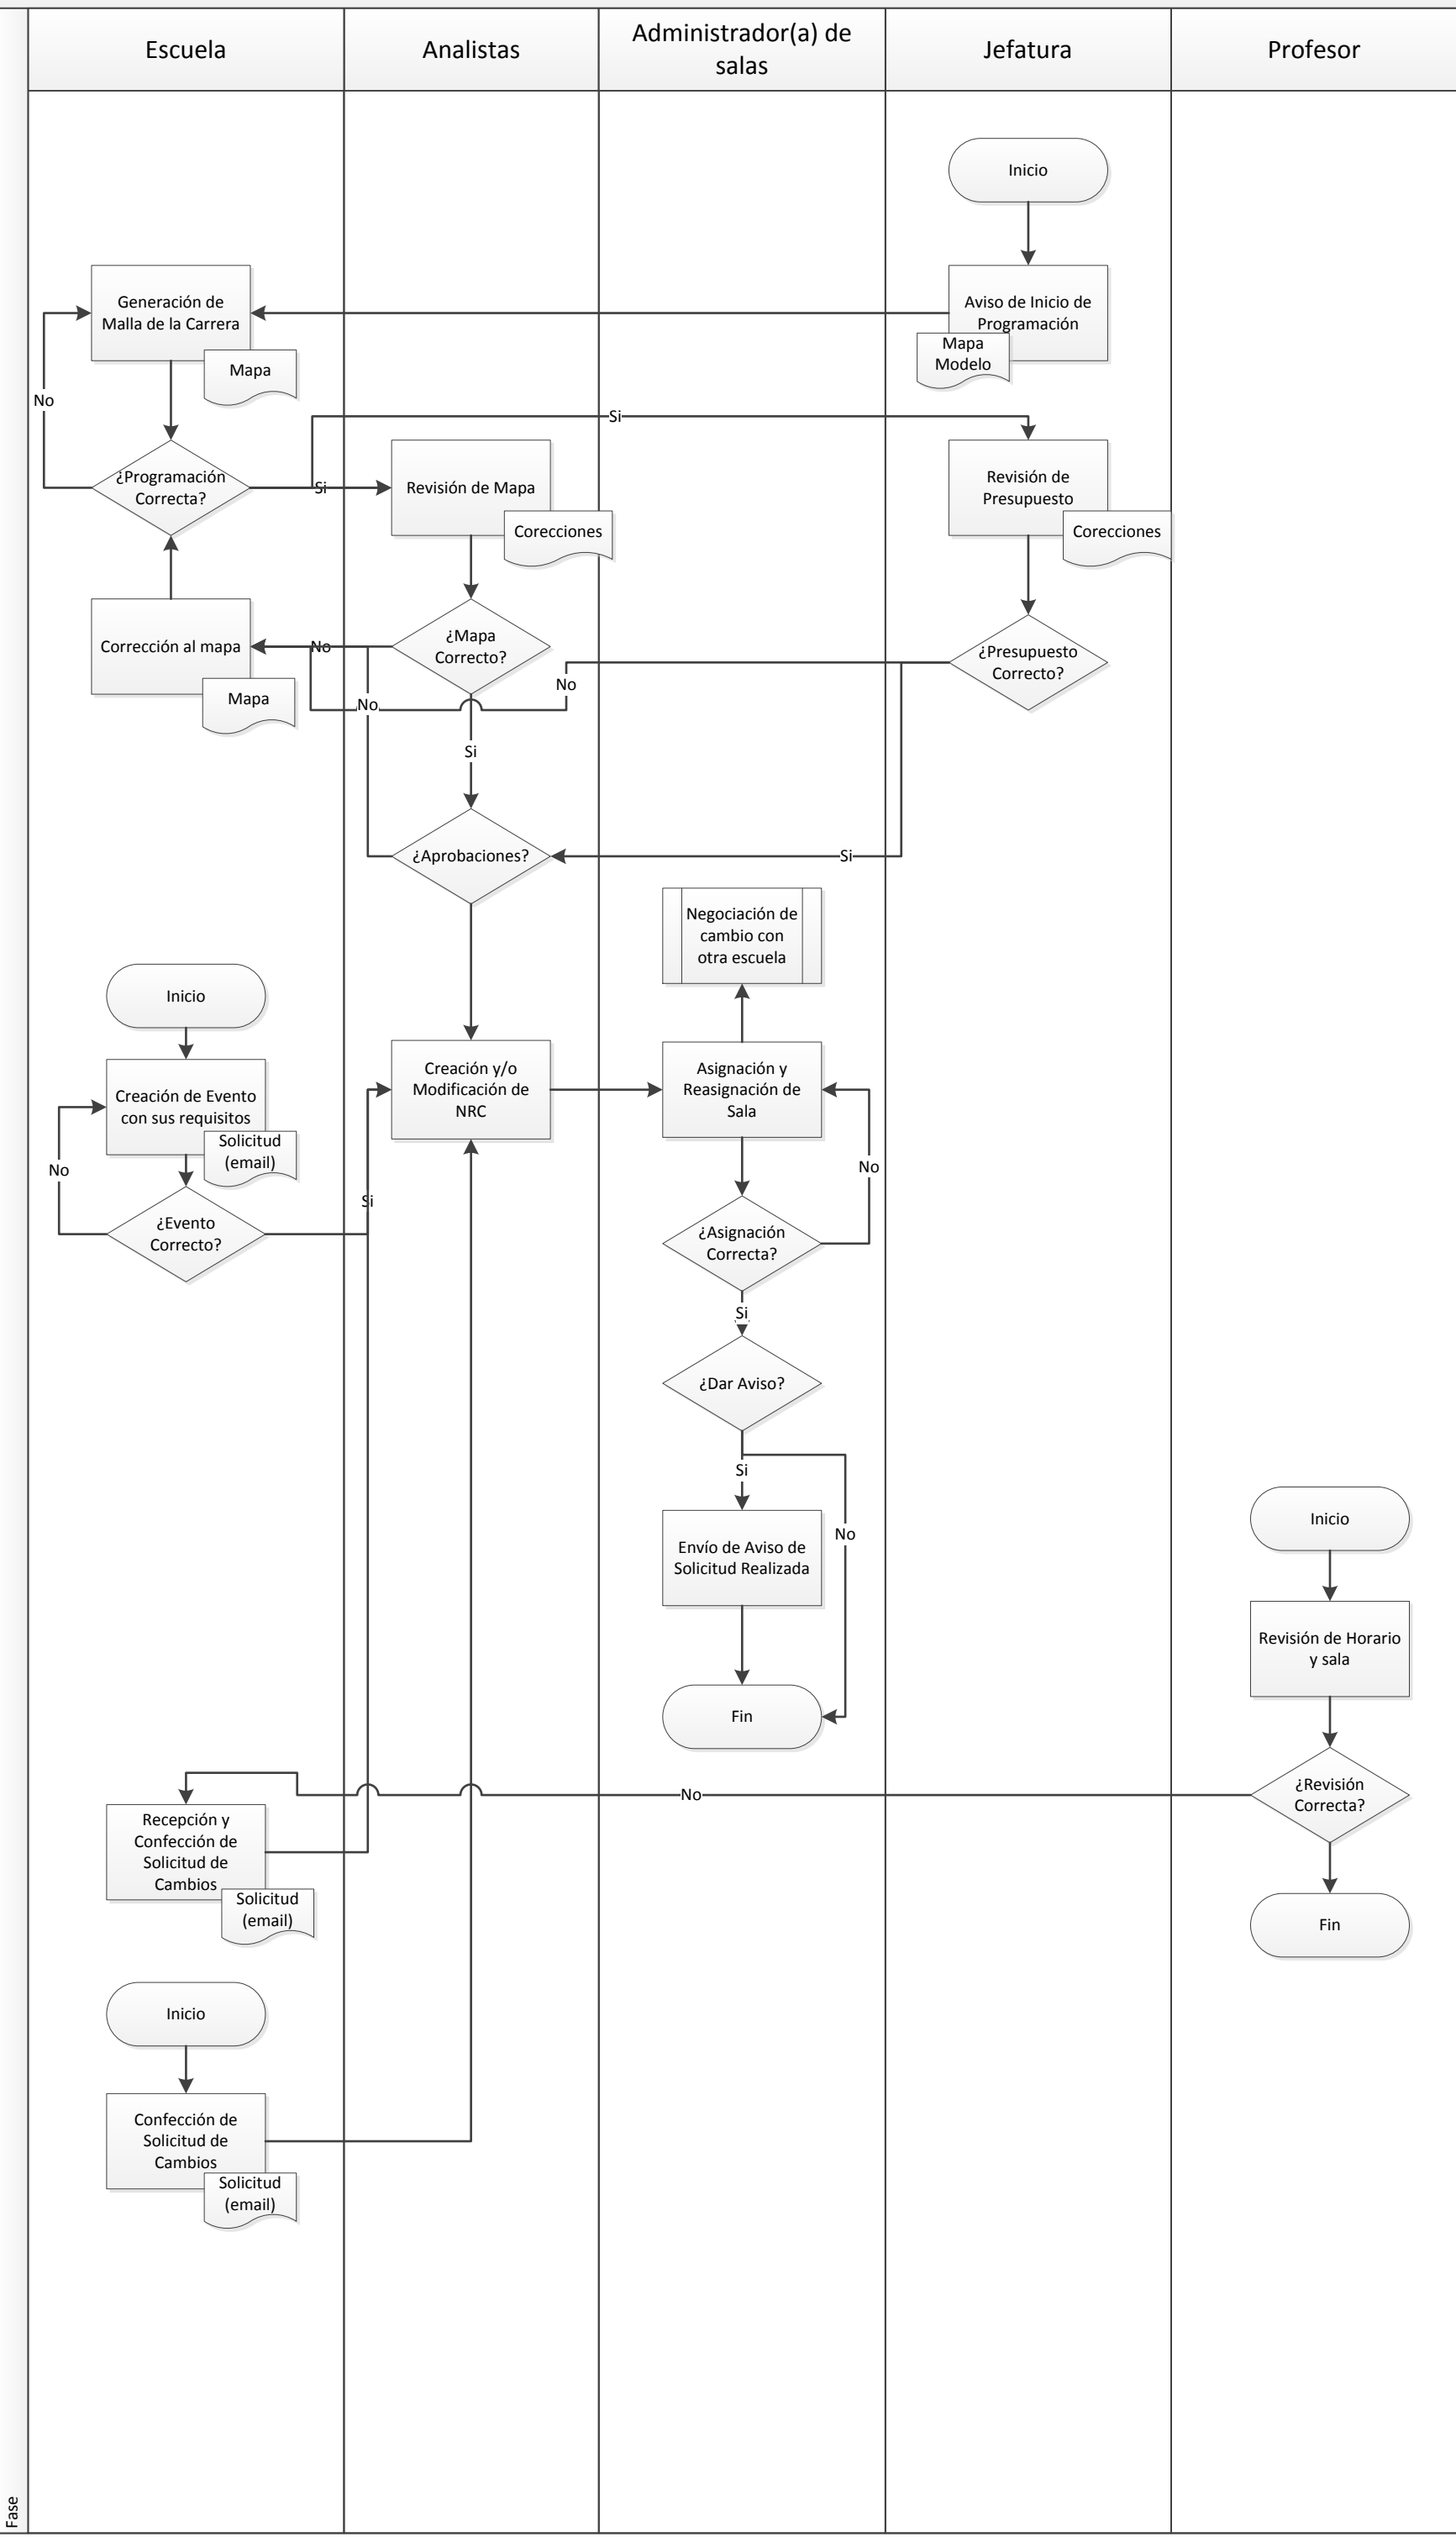 Escuela
Analistas
Administrador(a) de
salas
Jefatura
Profesor
Inicio
Generación de
Malla de la Carrera
Mapa
Aviso de Inicio de
Programación
Mapa
Modelo
No
Si
¿Programación
Correcta?
Si
Revisión de Mapa
Corecciones
Revisión de
Presupuesto
Corecciones
Corrección al mapa
Mapa
No
¿Mapa
Correcto?
No
No
¿Presupuesto
Correcto?
Si
¿Aprobaciones?
Si
Negociación de
cambio con
otra escuela
Inicio
Creación de Evento
con sus requisitos
Solicitud
(email)
Creación y/o
Modificación de
NRC
Asignación y
Reasignación de
Sala
No
No
Si
¿Evento
Correcto?
¿Asignación
Correcta?
Si
¿Dar Aviso?
Si
No
Envío de Aviso de
Solicitud Realizada
Inicio
Revisión de Horario
y sala
Fin
No
¿Revisión
Correcta?
Recepción y
Confección de
Solicitud de
Cambios
Solicitud
(email)
Fin
Inicio
Confección de
Solicitud de
Cambios
Solicitud
(email)
Fase